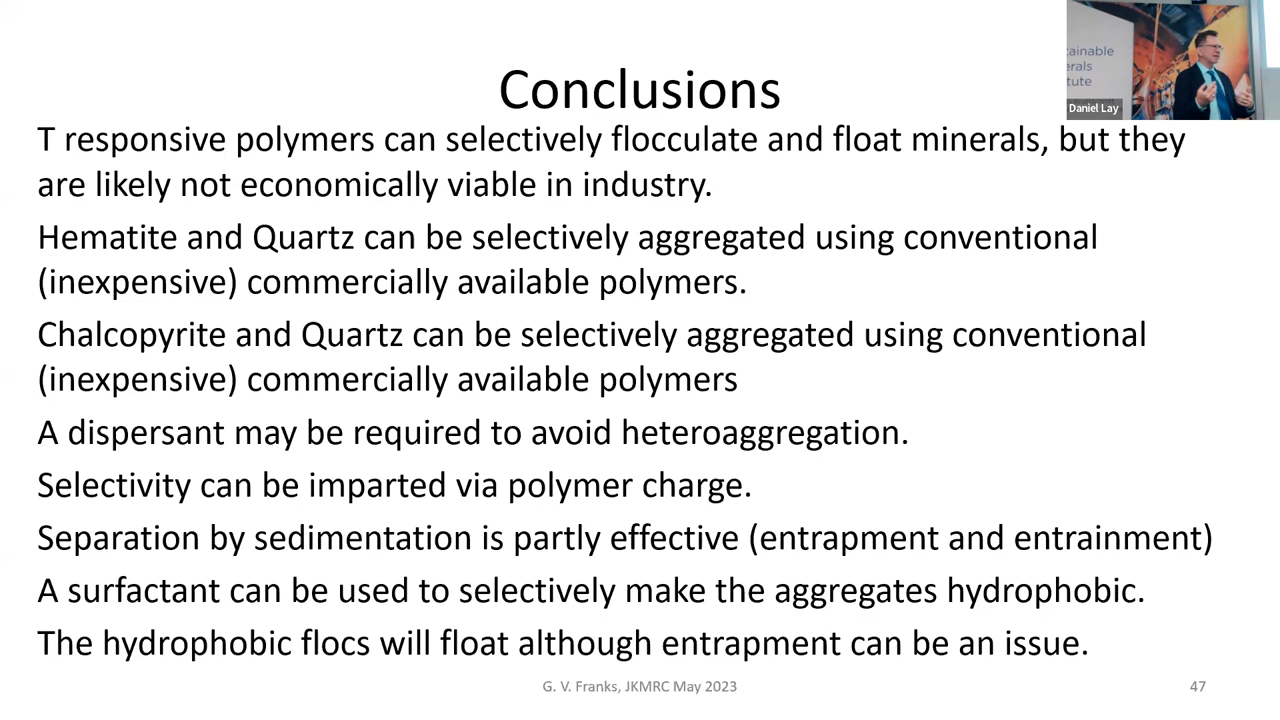 Conclusions
tainable
erals
tute
Daniel Lay
T responsive polymers can selectively flocculate and float minerals, but they
are likely not economically viable in industry.
Hematite and Quartz can be selectively aggregated using conventional
(inexpensive) commercially available polymers.
Chalcopyrite and Quartz can be selectively aggregated using conventional
(inexpensive) commercially available polymers
A dispersant may be required to avoid heteroaggregation.
Selectivity can be imparted via polymer charge.
Separation by sedimentation is partly effective (entrapment and entrainment)
A surfactant can be used to selectively make the aggregates hydrophobic.
The hydrophobic flocs will float although entrapment can be an issue.
G. V. Franks, JKMRC May 2023
47